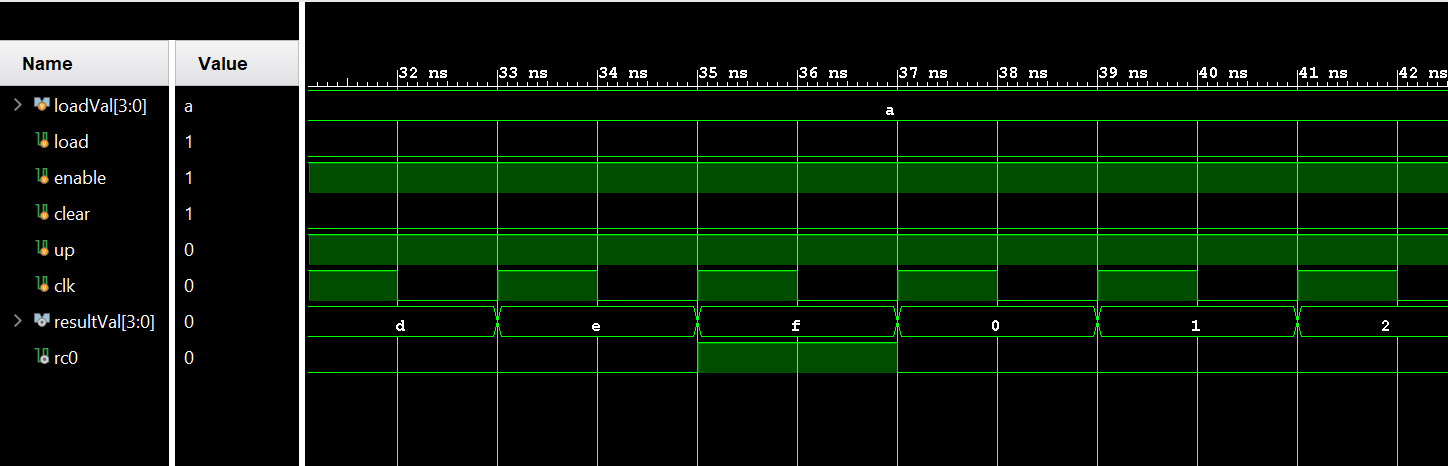 Name Value
32 ns 33 ns 34 ns 35 ns 36 ns 37 ns 38 ns 39 ns 40 ns 41 ns 42 ns
loadVal[3:0] a a
load 1
enable 1
clear 1
up 0
clk 0
resultVal[3:0] 0 d e f 0 1 2
rc0 0